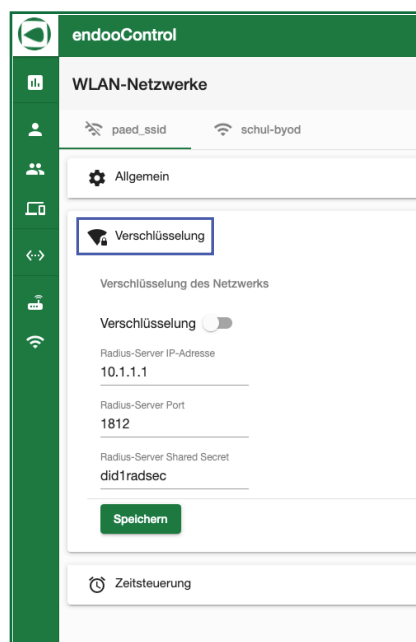 endooControl
WLAN-Netzwerke
paed_ssid
schul-byod
Allgemein
Verschlüsselung
Verschlüsselung des Netzwerks
Verschlüsselung
Radius-Server IP-Adresse
10.1.1.1
Radius-Server Port
1812
Radius-Server Shared Secret
did1radsec
Speichern
Zeitsteuerung